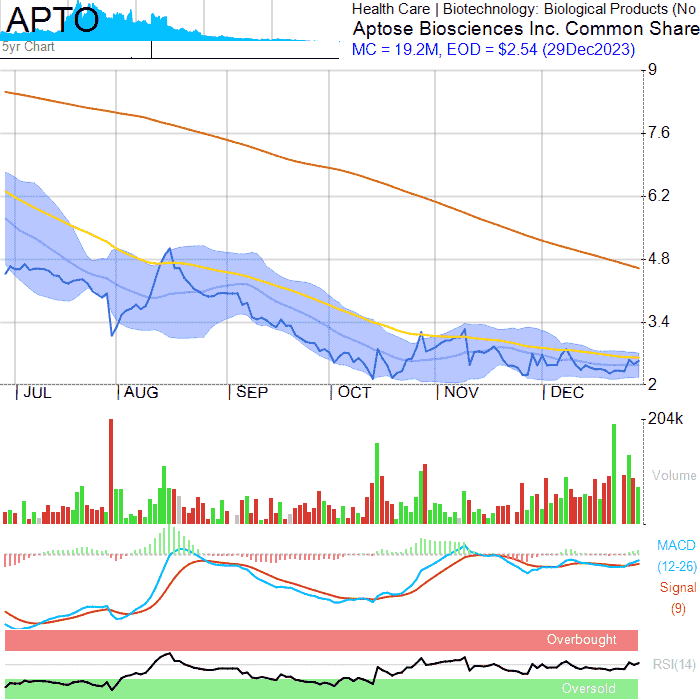 APTO
5yr Chart
Health Care | Biotechnology: Biological Products (No
Aptose Biosciences Inc. Common Share
MC = 19.2M, EOD = $2.54 (29Dec2023)
9
7.6
6.2
4.8
3.4
2
JUL AUG SEP OCT NOV DEC
204k
Volume
MACD
(12-26)
Signal
(9)
Overbought
RSI(14)
Oversold